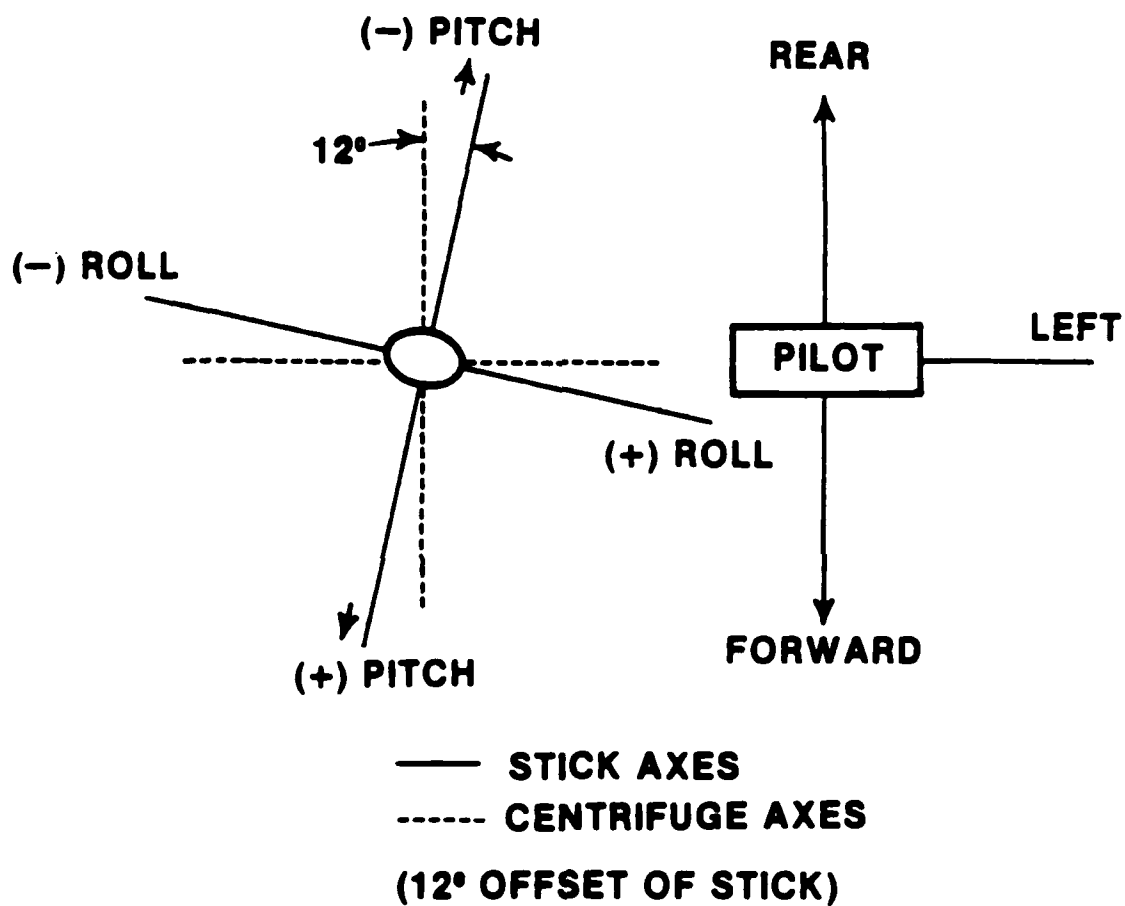 (−) PITCH
REAR
12°
(−) ROLL
LEFT
PILOT
(+) ROLL
FORWARD
(+) PITCH
STICK AXES
CENTRIFUGE AXES
(12° OFFSET OF STICK)